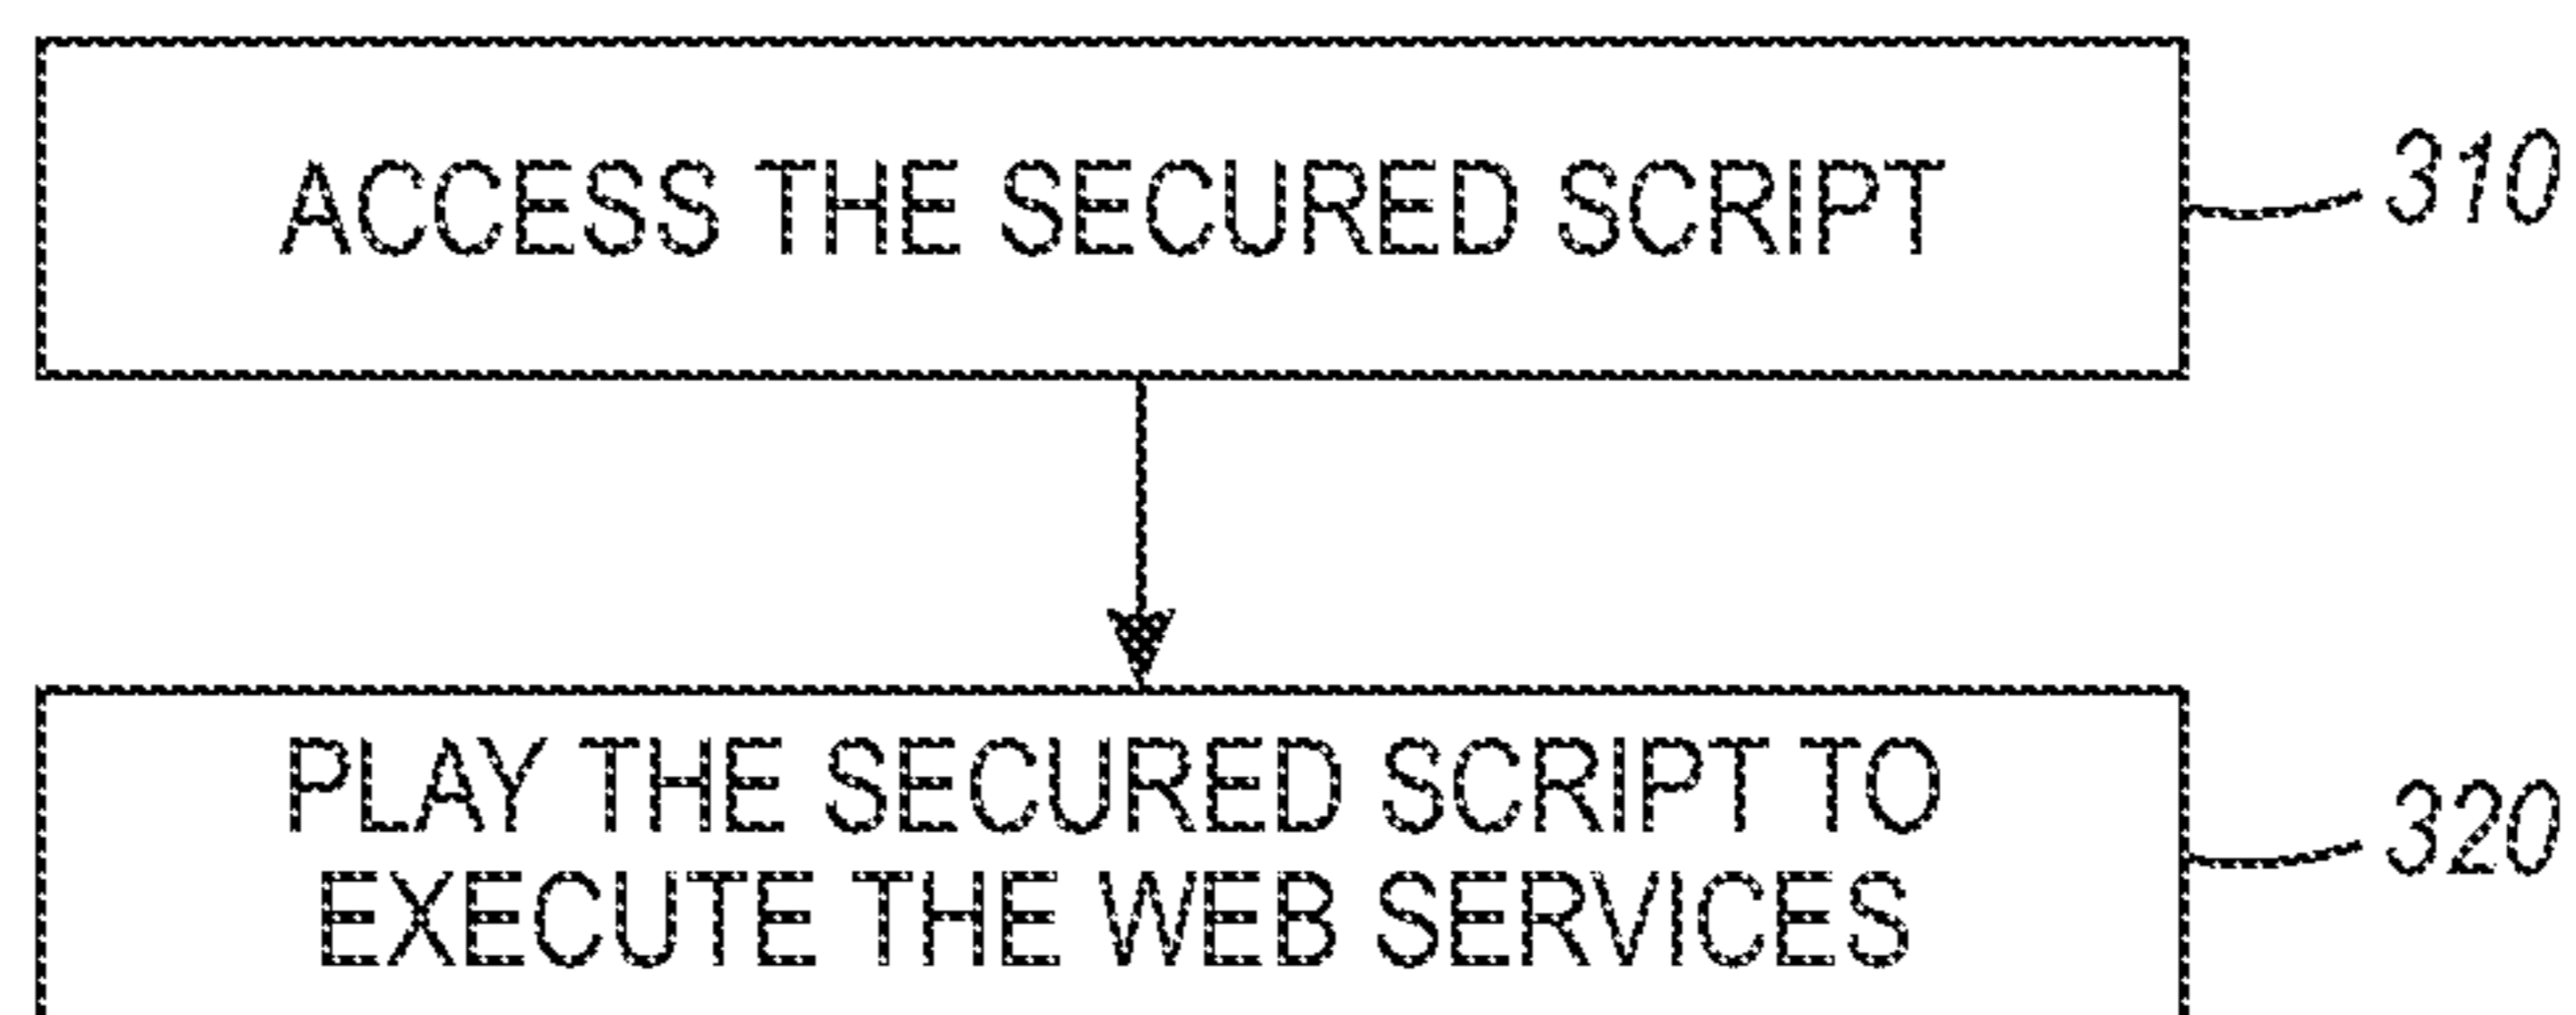 ACCESS THE SECURED SCRIPT
310
PLAY THE SECURED SCRIPT TO
EXECUTE THE WEB SERVICES
320